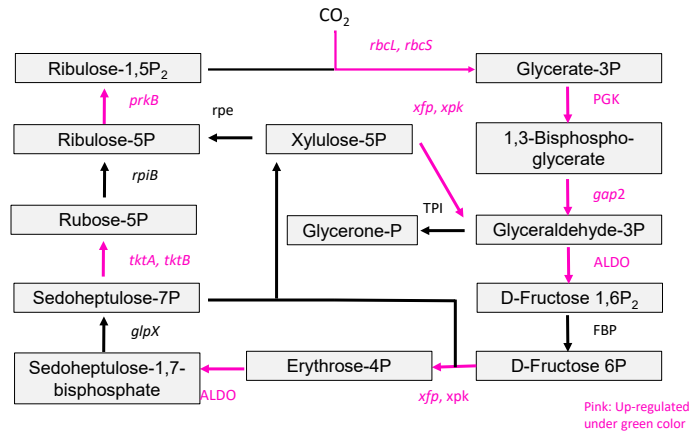 CO2
rbcL, rbcS
Ribulose-1,5P2
Glycerate-3P
prkB
rpe
xfp, xpk
PGK
Ribulose-5P
Xylulose-5P
1,3-Bisphospho-
glycerate
rpiB
gap2
TPI
Rubose-5P
Glycerone-P
Glyceraldehyde-3P
tktA, tktB
ALDO
Sedoheptulose-7P
D-Fructose 1,6P2
glpX
FBP
Sedoheptulose-1,7-
bisphosphate
Erythrose-4P
D-Fructose 6P
ALDO
xfp, xpk
Pink: Up-regulated
under green color